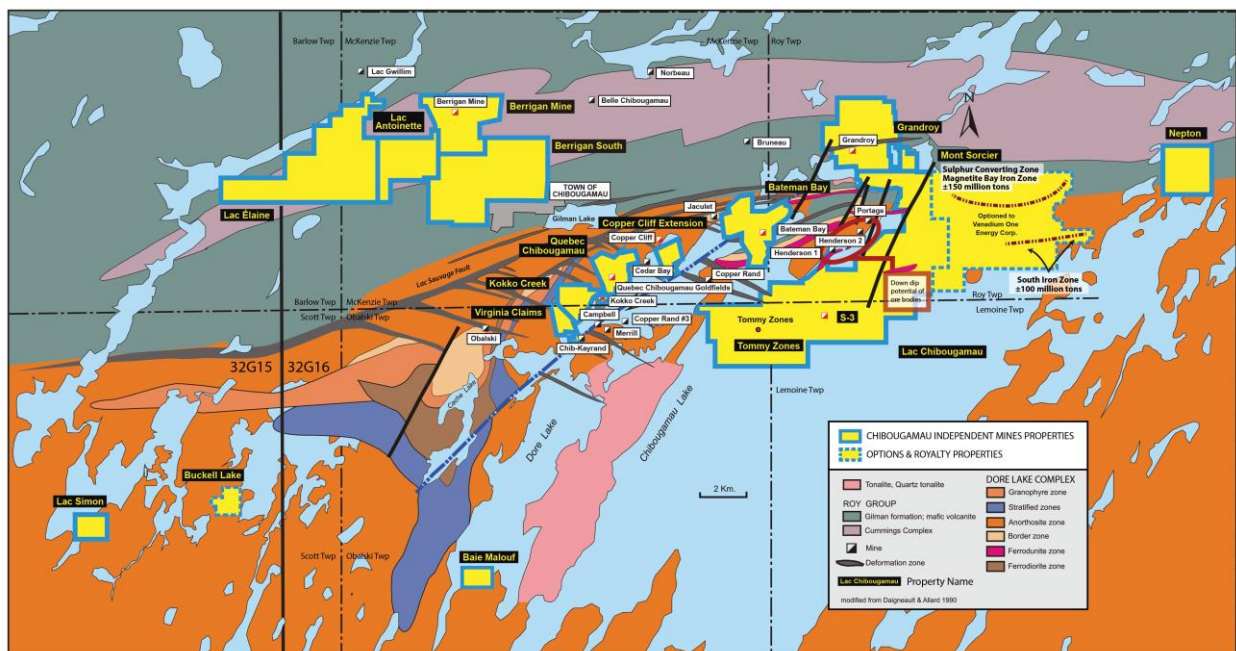 Barlow Twp
McKenzie Twp
McKenzie Twp
Roy Twp
Lac Gwillim
Norbeau
N
Berrigan Mine
Berrigan Mine
Belle Chibougamau
Lac
Antoinette
Grandroy
Grandroy
Nepton
Bruneau
Berrigan South
Mont Sorcier
Sulphur Converting Zone
Magnetite Bay Iron Zone
±150 million tons
TOWN OF
CHIBOUGAMAU
Bateman Bay
Lac Élaine
Gilman Lake
Jaculet
Portage
Optioned to
Vanadium One
Energy Corp.
Copper Cliff Extension
Bateman Bay
Copper Cliff
Henderson 2
Quebec
Chibougamau
Henderson 1
Cedar Bay
Lac Sauvage Fault
Copper Rand
South Iron Zone
±100 million tons
Kokko Creek
Quebec Chibougamau Goldfields
Down dip
potential of
ore bodies
Barlow Twp
McKenzie Twp
Kokko Creek
Roy Twp
Scott Twp
Obalski Twp
Virginia Claims
Campbell
Lemoine Twp
Copper Rand #3
Tommy Zones
S-3
Obalski
Merrill
Chib-Kayrand
Tommy Zones
Lac Chibougamau
32G15
32G16
Cache Lake
Dore Lake
Chibougamau Lake
Lemoine Twp
CHIBOUGAMAU INDEPENDENT MINES PROPERTIES
OPTIONS & ROYALTY PROPERTIES
Buckell Lake
Lac Simon
2 Km.
Tonalite, Quartz tonalite
ROY GROUP
Gilman formation; mafic volcanite
Cummings Complex
Mine
Deformation zone
Lac Chibougamau
Property Name
modified from Daigneault & Allard 1990
DORE LAKE COMPLEX
Granophyre zone
Stratified zones
Anorthosite zone
Border zone
Ferrodunite zone
Ferrodiorite zone
Scott Twp
Obalski Twp
Baie Malouf